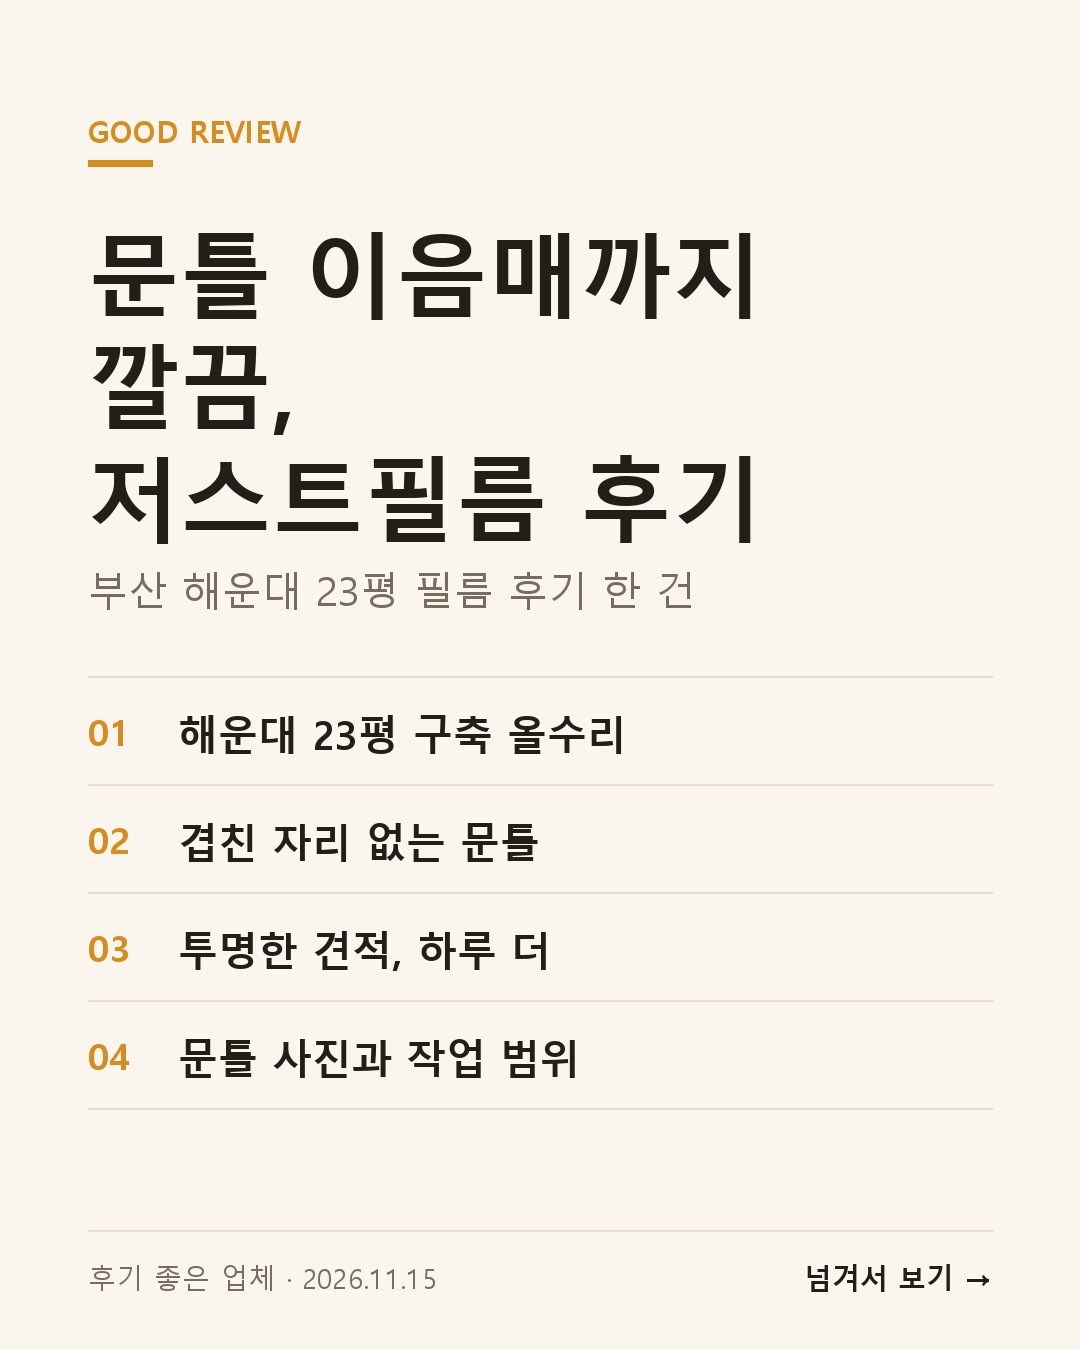 GOOD REVIEW
문틀 이음매까지
깔끔,
저스트필름 후기
부산 해운대 23평 필름 후기 한 건
01 해운대 23평 구축 올수리
02 겹친 자리 없는 문틀
03 투명한 견적, 하루 더
04 문틀 사진과 작업 범위
후기 좋은 업체 · 2026.11.15
넘겨서 보기 →